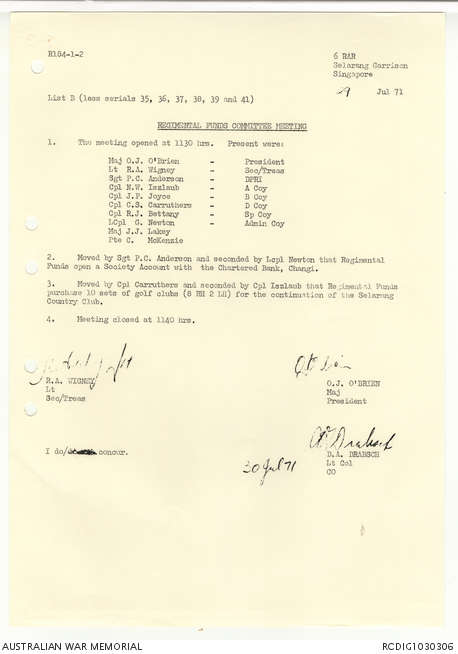 R184-1-2
6 RAR
Selarang Garrison
Singapore
29 Jul 71
List B (less serials 35, 36, 37, 38, 39 and 41)
REGIMENTAL FUNDS COMMITTEE MEETING
1. The meeting opened at 1130 hrs. Present were:
Maj O.J. O'Brien - President
Lt R.A. Wigney - Sec/Treas
Sgt P.C. Anderson - DPRI
Cpl N.W. Iszlaub - A Coy
Cpl J.F. Joyce - B Coy
Cpl C.S. Carruthers - D Coy
Cpl R.J. Bettany - Sp Coy
LCpl G. Newton - Admin Coy
Maj J.J. Lakey
Pte C. McKenzie
2. Moved by Sgt P.C. Anderson and seconded by Lcpl Newton that Regimental
Funds open a Society Account with the Chartered Bank, Changi.
3. Moved by Cpl Carruthers and seconded by Cpl Iszlaub that Regimental Funds
purchase 10 sets of golf clubs (8 RH 2 LH) for the continuation of the Selarang
Country Club.
4. Meeting closed at 1140 hrs.
R.A. WIGNEY
Lt
Sec/Treas
O.J. O'BRIEN
Maj
President
I do/ concur.
30 Jul 71
D.A. DRABSCH
Lt Col
CO
AUSTRALIAN WAR MEMORIAL
RCDIG1030306